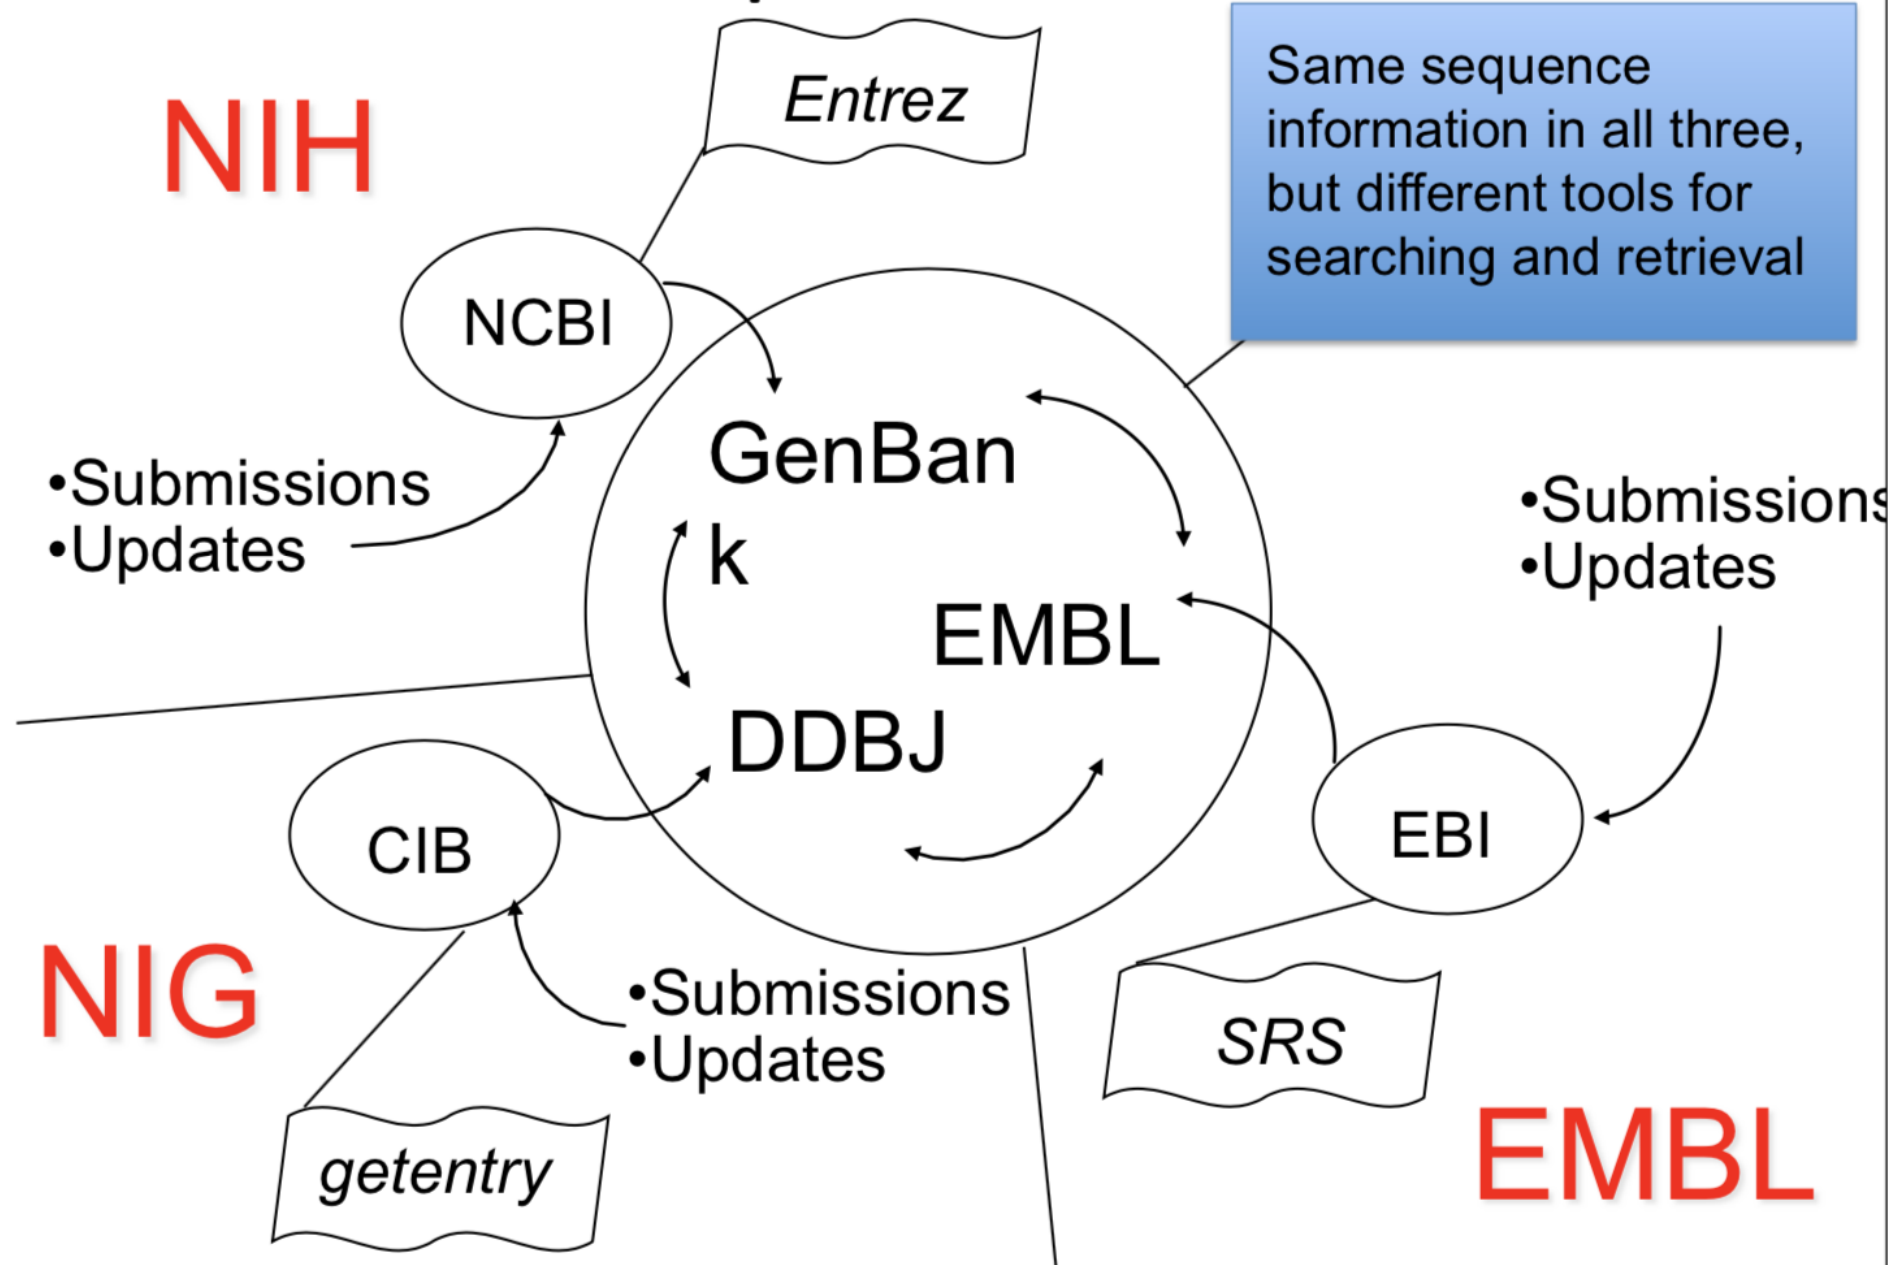 Entrez
NIH
Same sequence
information in all three,
but different tools for
searching and retrieval
NCBI
•Submissions
•Updates
GenBan
k
EMBL
DDBJ
•Submissions
•Updates
EBI
CIB
NIG
•Submissions
•Updates
SRS
getentry
EMBL